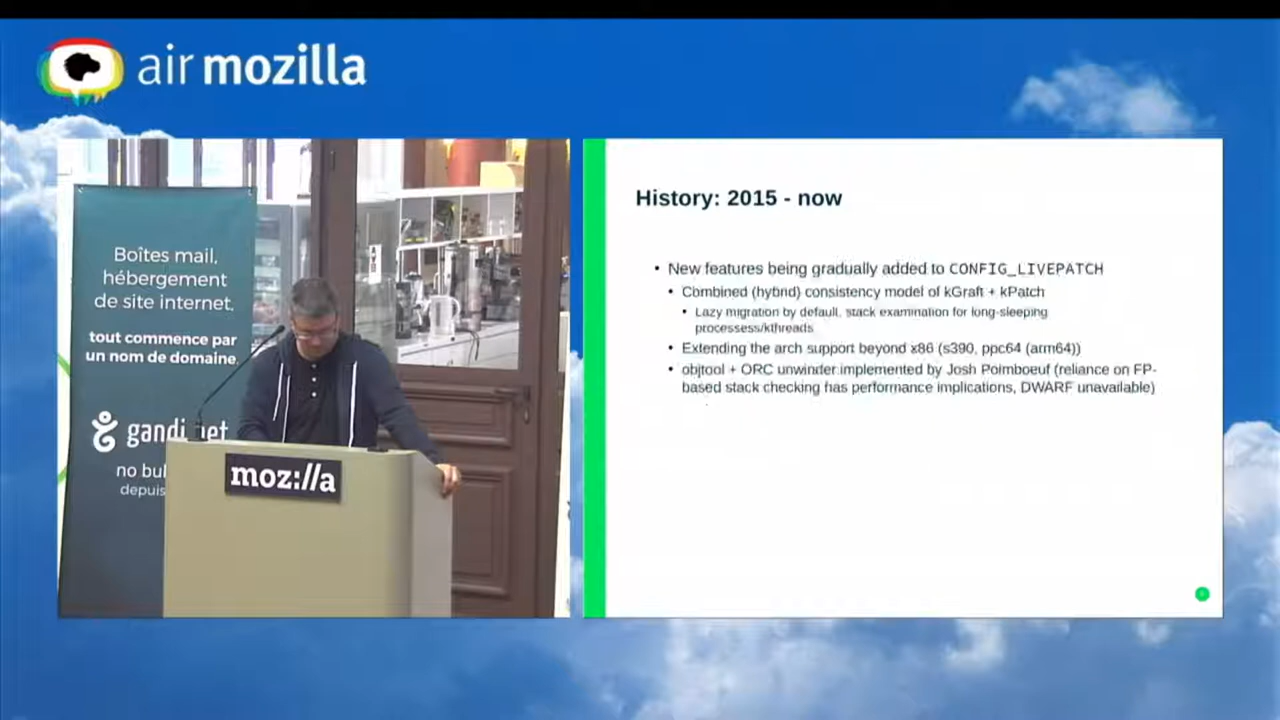 air mozilla
Boîtes mail,
hébergement
de site internet,
tout commence par
un nom de domaine.
gandi.net
no bul
depuis
moz://a
History: 2015 - now
• New features being gradually added to CONFIG_LIVEPATCH
• Combined (hybrid) consistency model of kGraft + kPatch
• Lazy migration by default, stack examination for long-sleeping
processess/kthreads
• Extending the arch support beyond x86 (s390, ppc64 (arm64))
• objtool + ORC unwinder implemented by Josh Poimboeuf (reliance on FP-
based stack checking has performance implications, DWARF unavailable)